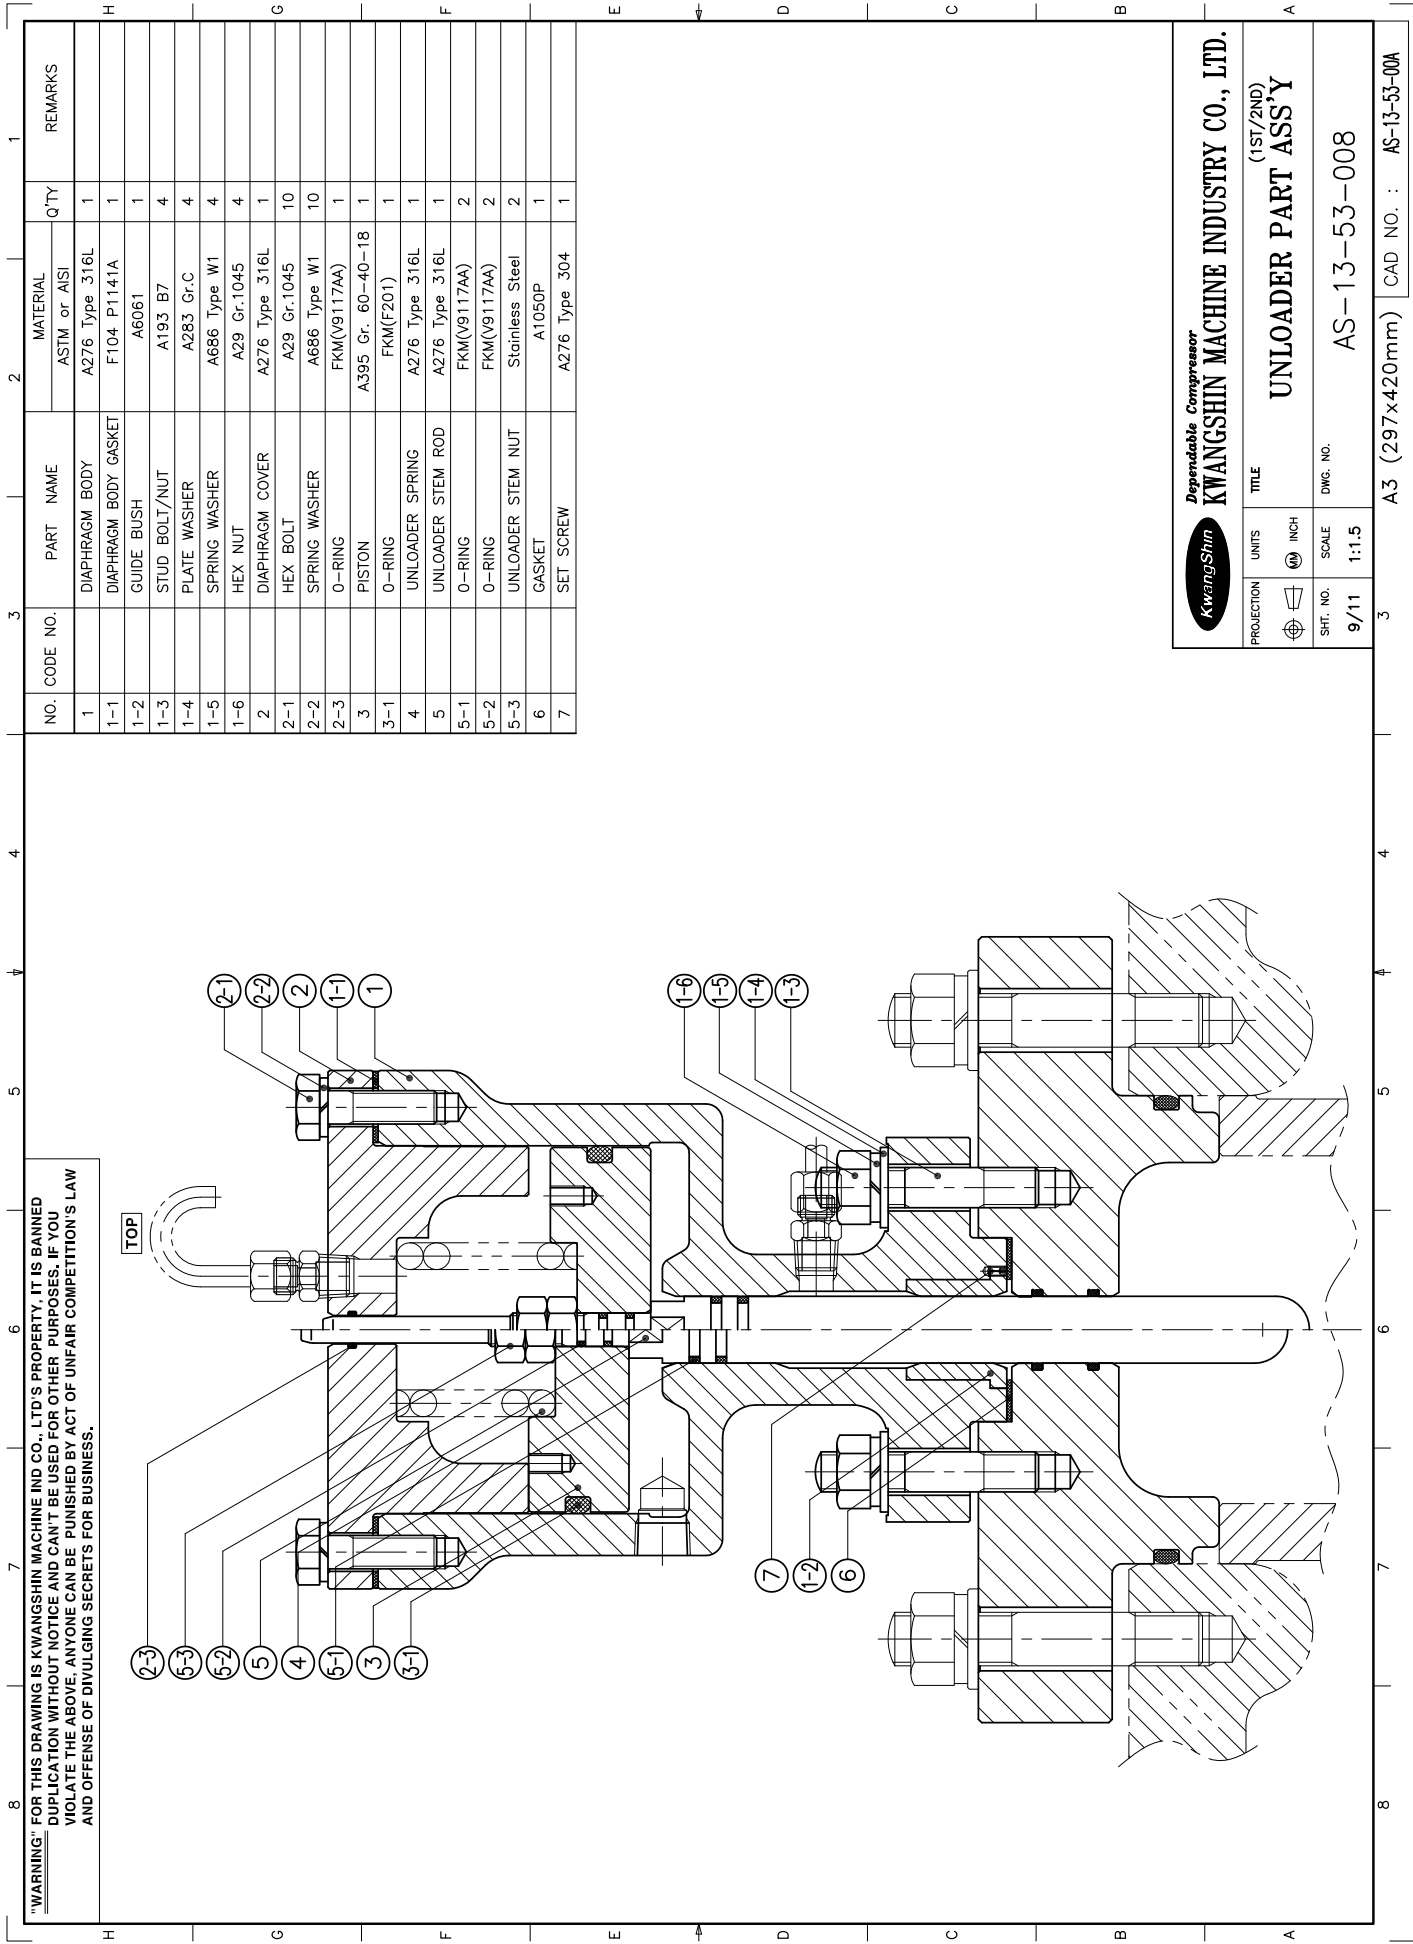 "WARNING" FOR THIS DRAWING IS KWANGSHIN MACHINE IND CO., LTD'S PROPERTY, IT IS BANNED
DUPLICATION WITHOUT NOTICE AND CAN'T BE USED FOR OTHER PURPOSES. IF YOU
VIOLATE THE ABOVE, ANYONE CAN BE PUNISHED BY ACT OF UNFAIR COMPETITION'S LAW
AND OFFENSE OF DIVULGING SECRETS FOR BUSINESS.
8 7 6 5 4 3 2 1
H
G
F
E
D
C
B
A
TOP
2-3
5-3
5-2
5
4
5-1
3
3-1
7
1-2
6
2-1
2-2
2
1-1
1
1-6
1-5
1-4
1-3
NO. CODE NO. PART NAME MATERIAL Q'TY REMARKS
ASTM or AISI
1 DIAPHRAGM BODY A276 Type 316L 1
1-1 DIAPHRAGM BODY GASKET F104 P1141A 1
1-2 GUIDE BUSH A6061 1
1-3 STUD BOLT/NUT A193 B7 4
1-4 PLATE WASHER A283 Gr.C 4
1-5 SPRING WASHER A686 Type W1 4
1-6 HEX NUT A29 Gr.1045 4
2 DIAPHRAGM COVER A276 Type 316L 1
2-1 HEX BOLT A29 Gr.1045 10
2-2 SPRING WASHER A686 Type W1 10
2-3 O-RING FKM(V9117AA) 1
3 PISTON A395 Gr. 60-40-18 1
3-1 O-RING FKM(F201) 1
4 UNLOADER SPRING A276 Type 316L 1
5 UNLOADER STEM ROD A276 Type 316L 1
5-1 O-RING FKM(V9117AA) 2
5-2 O-RING FKM(V9117AA) 2
5-3 UNLOADER STEM NUT Stainless Steel 2
6 GASKET A1050P 1
7 SET SCREW A276 Type 304 1
KwangShin
Dependable Compressor
KWANGSHIN MACHINE INDUSTRY CO., LTD.
PROJECTION UNITS TITLE
MM INCH
(1ST/2ND)
UNLOADER PART ASS'Y
SHT. NO. SCALE DWG. NO.
9/11 1:1.5 AS-13-53-008
8 7 6 5 4 3
A3 (297x420mm) CAD NO. : AS-13-53-00A
H
G
F
E
D
C
B
A